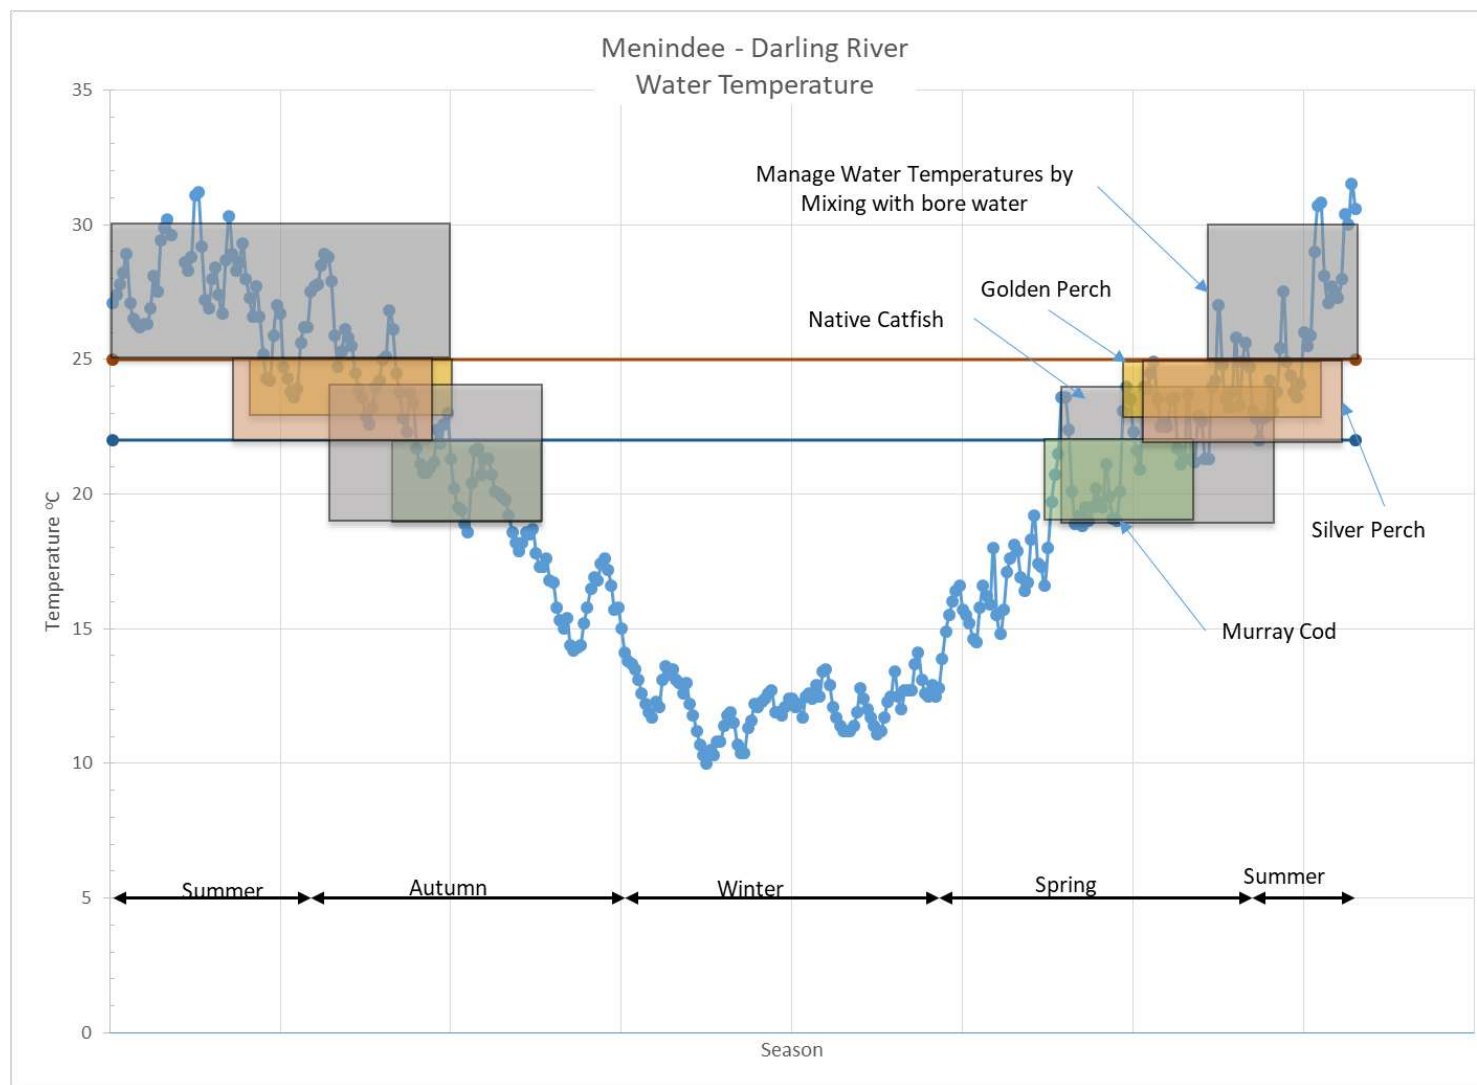 Menindee - Darling River
Water Temperature
35
30
25
20
15
10
5
0
Temperature ᵒC
Manage Water Temperatures by
Mixing with bore water
Golden Perch
Native Catfish
Silver Perch
Murray Cod
Summer
Autumn
Winter
Spring
Summer
Season